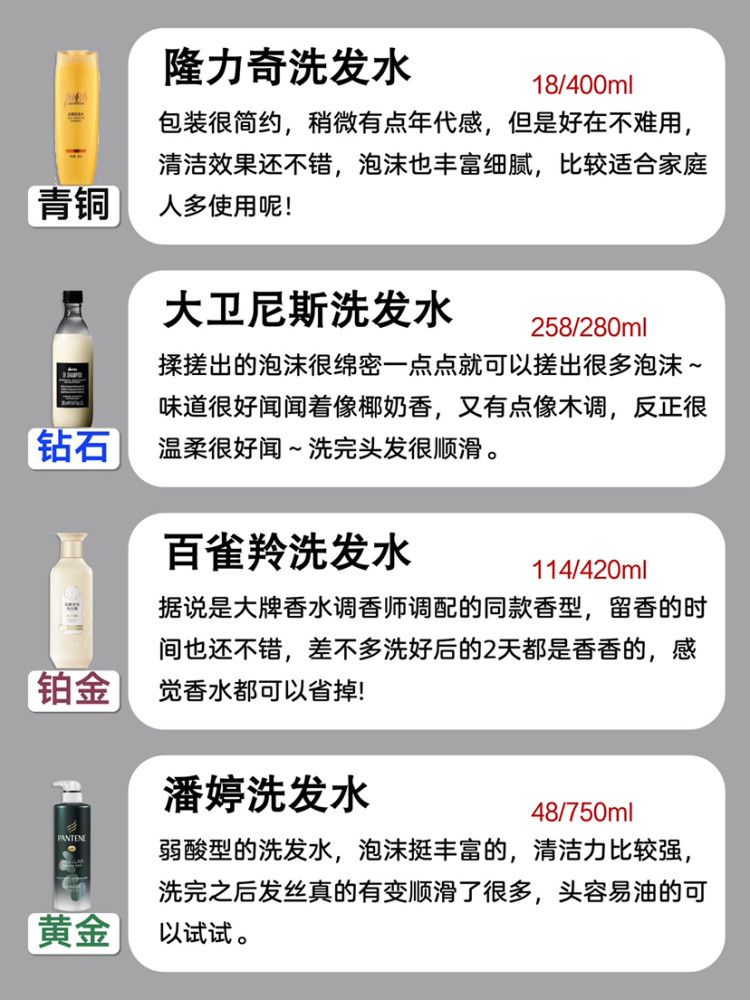 隆力奇洗发水
18/400ml
包装很简约，稍微有点年代感，但是好在不难用，
清洁效果还不错，泡沫也丰富细腻，比较适合家庭
人多使用呢！
青铜
大卫尼斯洗发水
258/280ml
揉搓出的泡沫很绵密一点点就可以搓出很多泡沫～
味道很好闻闻着像椰奶香，又有点像木调，反正很
温柔很好闻～洗完头发很顺滑。
OI SHAMPOO
钻石
百雀羚洗发水
114/420ml
据说是大牌香水调香师调配的同款香型，留香的时
间也还不错，差不多洗好后的2天都是香香的，感
觉香水都可以省掉!
铂金
潘婷洗发水
48/750ml
弱酸型的洗发水，泡沫挺丰富的，清洁力比较强，
洗完之后发丝真的有变顺滑了很多，头容易油的可
以试试。
PANTENE
黄金